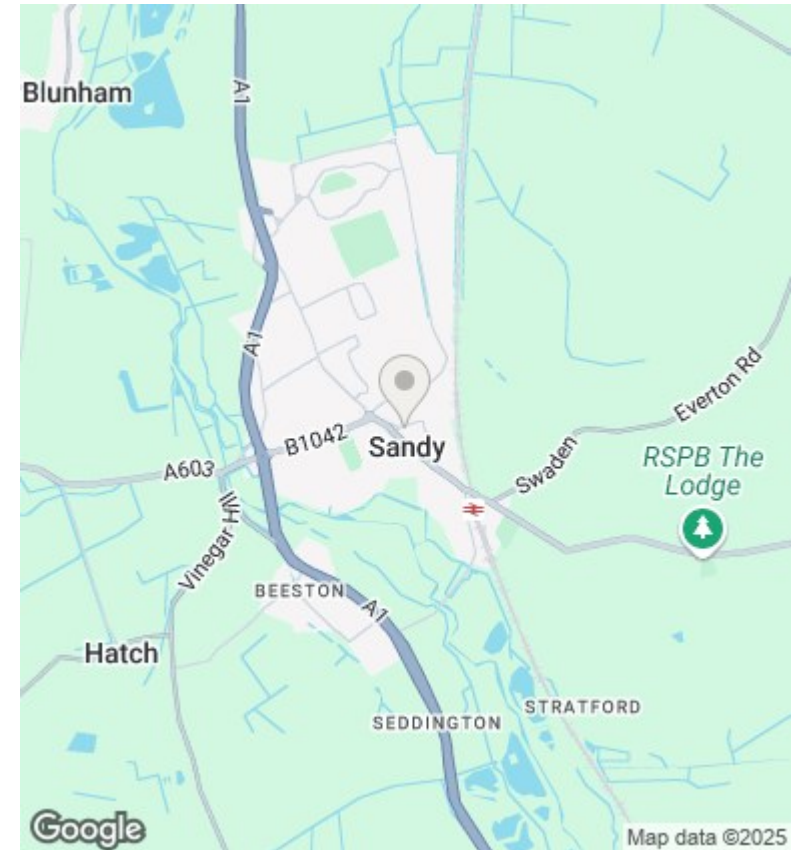 Blunham
A1
A1
Everton Rd
B1042
Sandy
RSPB The
Lodge
Swaden
A603
Vinegar Hill
BEESTON
A1
Hatch
STRATFORD
SEDDINGTON
Google
Map data ©2025